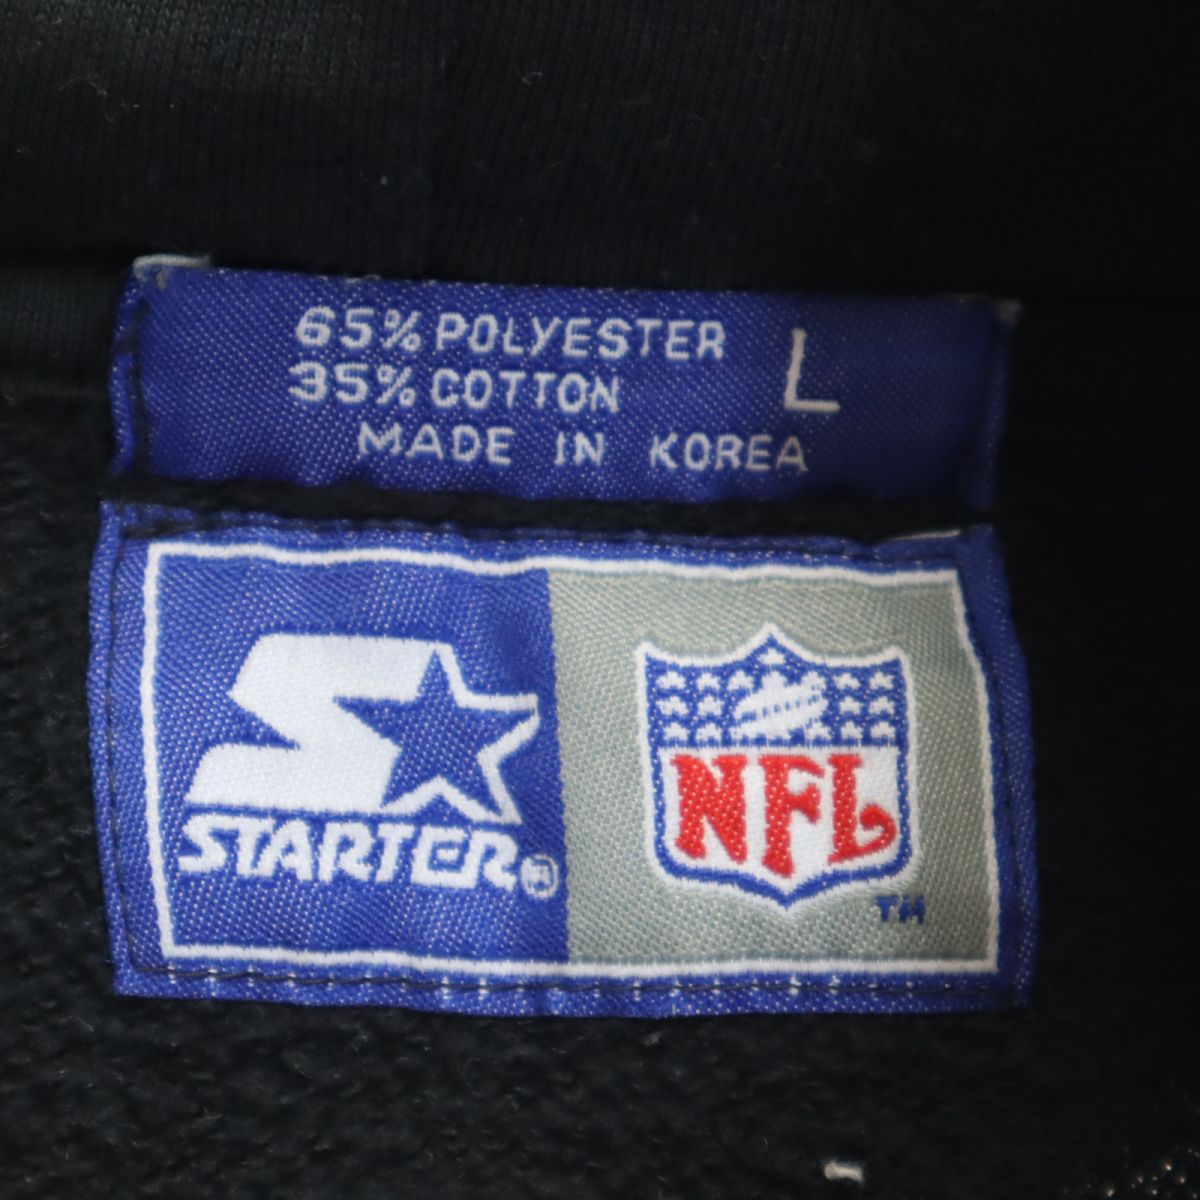 65% POLYESTER L
35% COTTON
MADE IN KOREA
STARTER®
NFL
TM